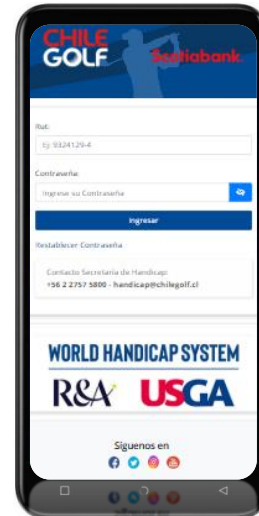 CHILE
GOLF
Scotiabank.
Rut:
Ej: 9324129-4
Contraseña:
Ingrese su Contraseña
Ingresar
Restablecer Contraseña
Contacto Secretaría de Handicap:
+56 2 2757 5800 - handicap@chilegolf.cl
WORLD HANDICAP SYSTEM
R&A USGA
Síguenos en